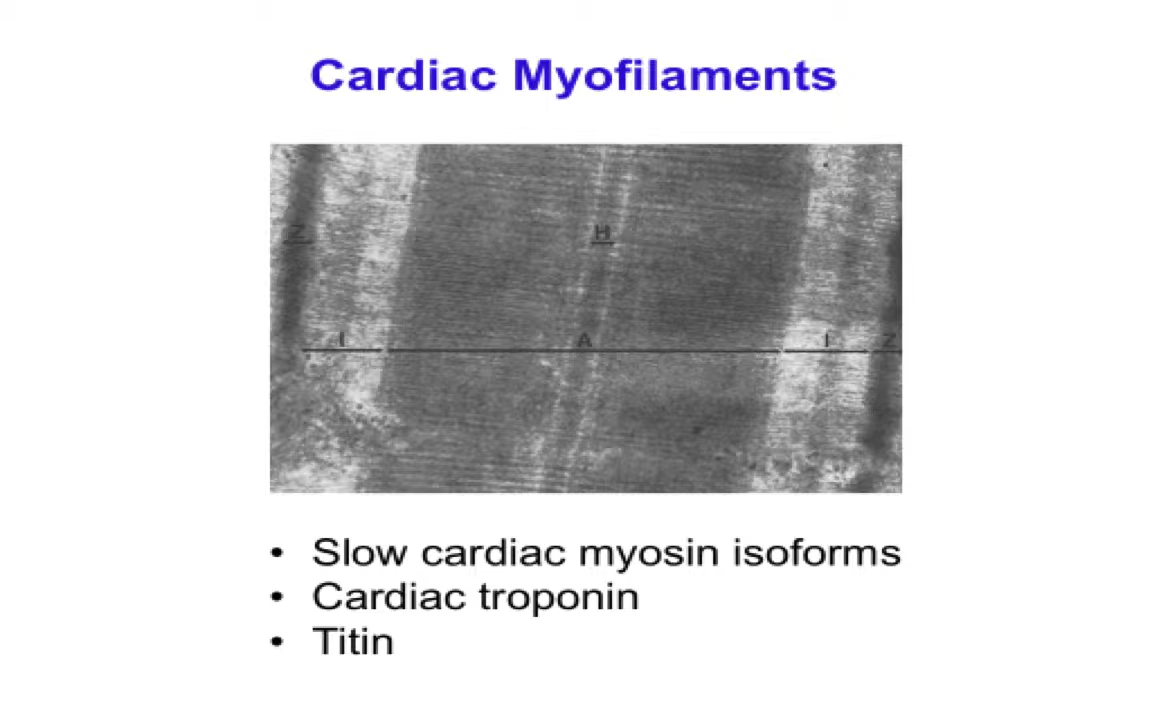 Cardiac Myofilaments
Z H
I A I Z
• Slow cardiac myosin isoforms
• Cardiac troponin
• Titin